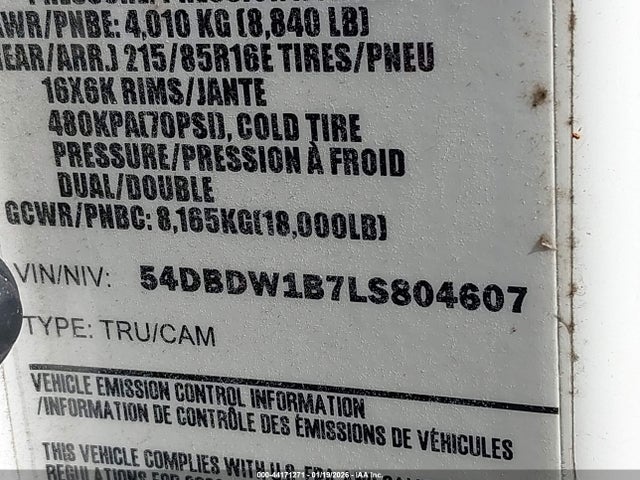 AWR/PNBE: 4,010 KG (8,840 LB)
(REAR/ARR.) 215/85R16E TIRES/PNEU
16X6K RIMS/JANTE
480KPA(70PSI), COLD TIRE
PRESSURE/PRESSION À FROID
DUAL/DOUBLE
GCWR/PNBC: 8,165KG(18,000LB)
VIN/NIV: 54DBDW1B7LS804607
TYPE: TRU/CAM
VEHICLE EMISSION CONTROL INFORMATION
/INFORMATION DE CONTRÔLE DES ÉMISSIONS DE VÉHICULES
THIS VEHICLE COMPLIES WITH U.S.
REGULATIONS FOR
000-44171271 - 01/19/2026 - IAA Inc.